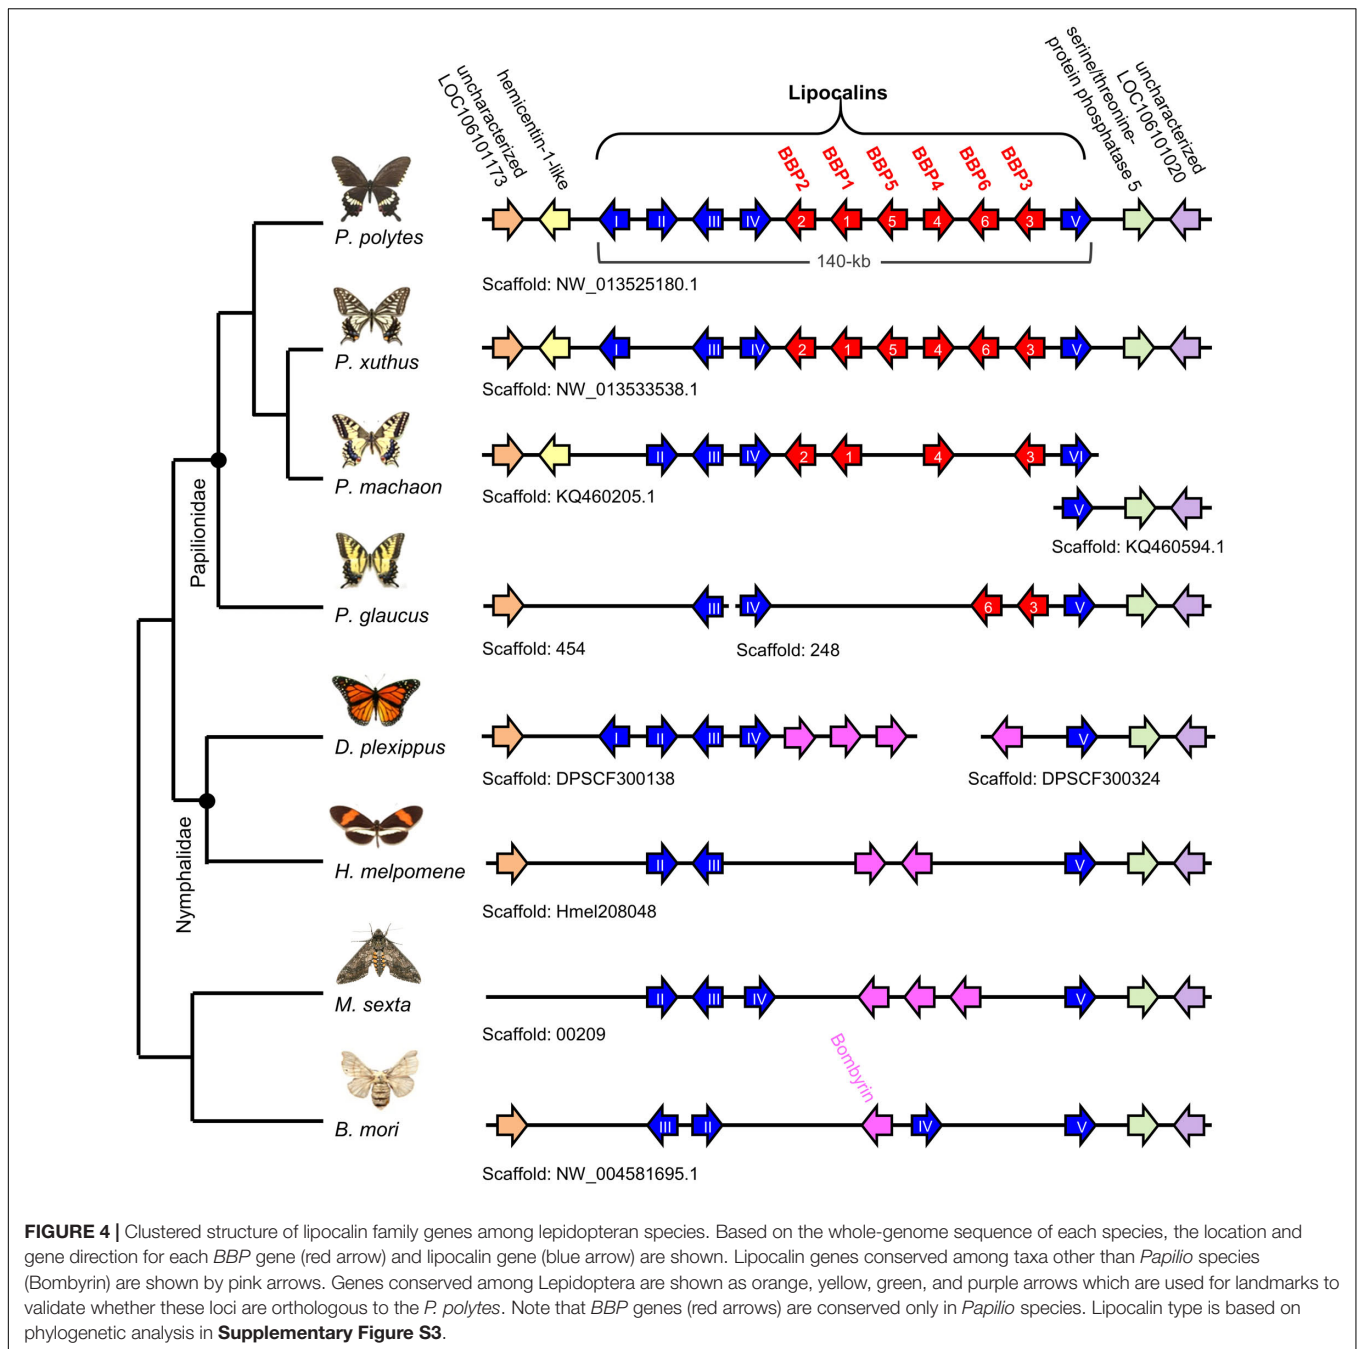 uncharacterized
LOC106101173
hemicentin-1-like
Lipocalins
serine/threonine-
protein phosphatase 5
uncharacterized
LOC106101020
BBP2 BBP1 BBP5 BBP4 BBP6 BBP3
P. polytes
I II III IV 2 1 5 4 6 3 V
140-kb
Scaffold: NW_013525180.1
P. xuthus
I III IV 2 1 5 4 6 3 V
Scaffold: NW_013533538.1
P. machaon
II III IV 2 1 4 3 VI
Scaffold: KQ460205.1
V
Scaffold: KQ460594.1
Papilionidae
P. glaucus
III IV 6 3 V
Scaffold: 454 Scaffold: 248
D. plexippus
I II III IV V
Scaffold: DPSCF300138 Scaffold: DPSCF300324
Nymphalidae
H. melpomene
II III V
Scaffold: Hmel208048
M. sexta
II III IV V
Scaffold: 00209
Bombyrin
B. mori
III II IV V
Scaffold: NW_004581695.1
FIGURE 4 | Clustered structure of lipocalin family genes among lepidopteran species. Based on the whole-genome sequence of each species, the location and
gene direction for each BBP gene (red arrow) and lipocalin gene (blue arrow) are shown. Lipocalin genes conserved among taxa other than Papilio species
(Bombyrin) are shown by pink arrows. Genes conserved among Lepidoptera are shown as orange, yellow, green, and purple arrows which are used for landmarks to
validate whether these loci are orthologous to the P. polytes. Note that BBP genes (red arrows) are conserved only in Papilio species. Lipocalin type is based on
phylogenetic analysis in Supplementary Figure S3.